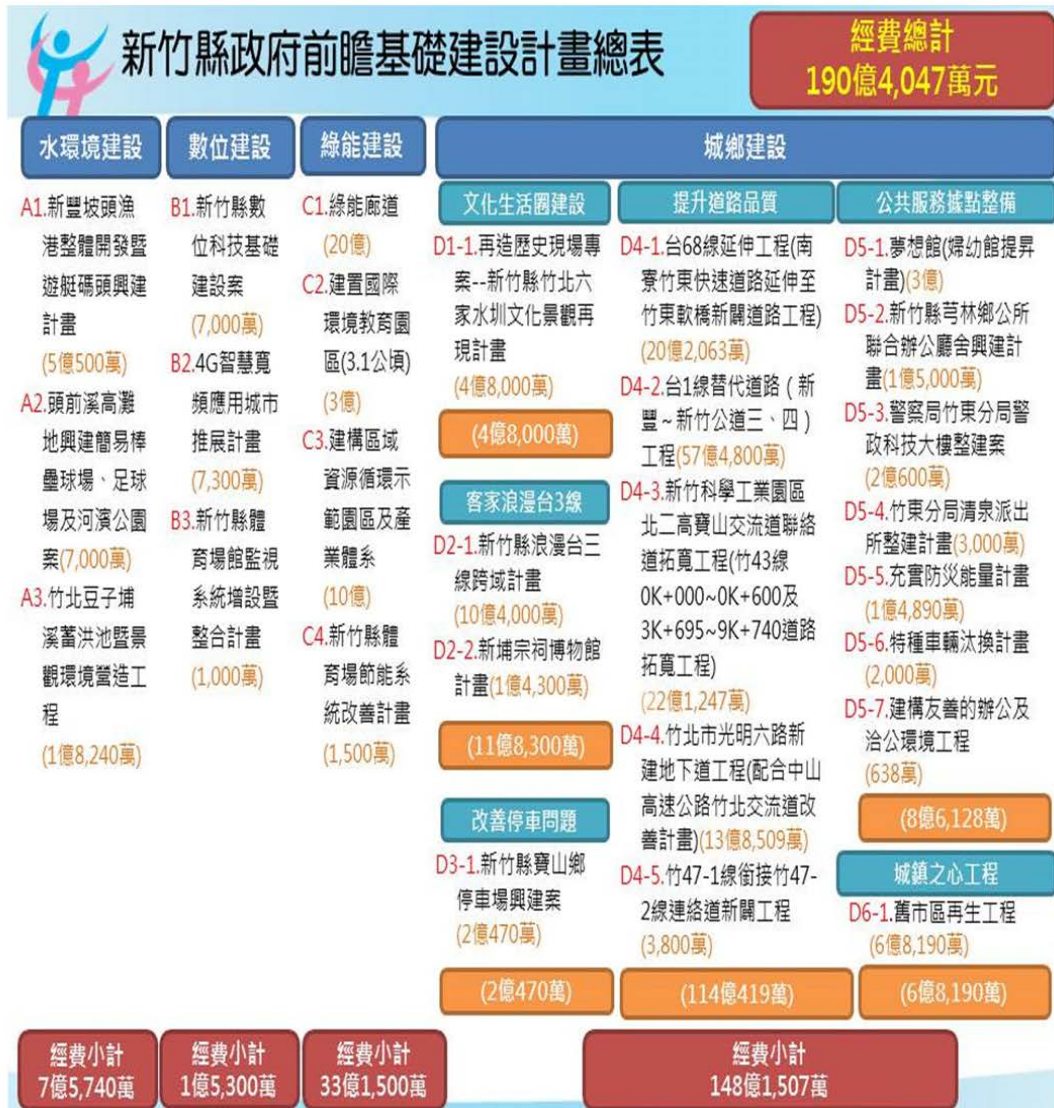 新竹縣政府前瞻基礎建設計畫總表
經費總計
190億4,047萬元
水環境建設
A1.新豐坡頭漁
港整體開發暨
遊艇碼頭興建
計畫
(5億500萬)
A2.頭前溪高灘
地興建簡易棒
壘球場、足球
場及河濱公園
案(7,000萬)
A3.竹北豆子埔
溪蓄洪池暨景
觀環境營造工
程
(1億8,240萬)
經費小計
7億5,740萬
數位建設
B1.新竹縣數
位科技基礎
建設案
(7,000萬)
B2.4G智慧寬
頻應用城市
推展計畫
(7,300萬)
B3.新竹縣體
育場館監視
系統增設暨
整合計畫
(1,000萬)
經費小計
1億5,300萬
綠能建設
C1.綠能廊道
(20億)
C2.建置國際
環境教育園
區(3.1公頃)
(3億)
C3.建構區域
資源循環示
範園區及產
業體系
(10億)
C4.新竹縣體
育場節能系
統改善計畫
(1,500萬)
經費小計
33億1,500萬
城鄉建設
文化生活圈建設
D1-1.再造歷史現場專
案--新竹縣竹北六
家水圳文化景觀再
現計畫
(4億8,000萬)
(4億8,000萬)
客家浪漫台3線
D2-1.新竹縣浪漫台三
線跨域計畫
(10億4,000萬)
D2-2.新埔宗祠博物館
計畫(1億4,300萬)
(11億8,300萬)
改善停車問題
D3-1.新竹縣寶山鄉
停車場興建案
(2億470萬)
(2億470萬)
提升道路品質
D4-1.台68線延伸工程(南
寮竹東快速道路延伸至
竹東軟橋新闢道路工程)
(20億2,063萬)
D4-2.台1線替代道路(新
豐~新竹公道三、四)
工程(57億4,800萬)
D4-3.新竹科學工業園區
北二高寶山交流道聯絡
道拓寬工程(竹43線
0K+000~0K+600及
3K+695~9K+740道路
拓寬工程)
(22億1,247萬)
D4-4.竹北市光明六路新
建地下道工程(配合中山
高速公路竹北交流道改
善計畫)(13億8,509萬)
D4-5.竹47-1線銜接竹47-
2線連絡道新闢工程
(3,800萬)
(114億419萬)
公共服務據點整備
D5-1.夢想館(婦幼館提昇
計畫)(3億)
D5-2.新竹縣芎林鄉公所
聯合辦公廳舍興建計
畫(1億5,000萬)
D5-3.警察局竹東分局警
政科技大樓整建案
(2億600萬)
D5-4.竹東分局清泉派出
所整建計畫(3,000萬)
D5-5.充實防災能量計畫
(1億4,890萬)
D5-6.特種車輛汰換計畫
(2,000萬)
D5-7.建構友善的辦公及
洽公環境工程
(638萬)
(8億6,128萬)
城鎮之心工程
D6-1.舊市區再生工程
(6億8,190萬)
(6億8,190萬)
經費小計
148億1,507萬